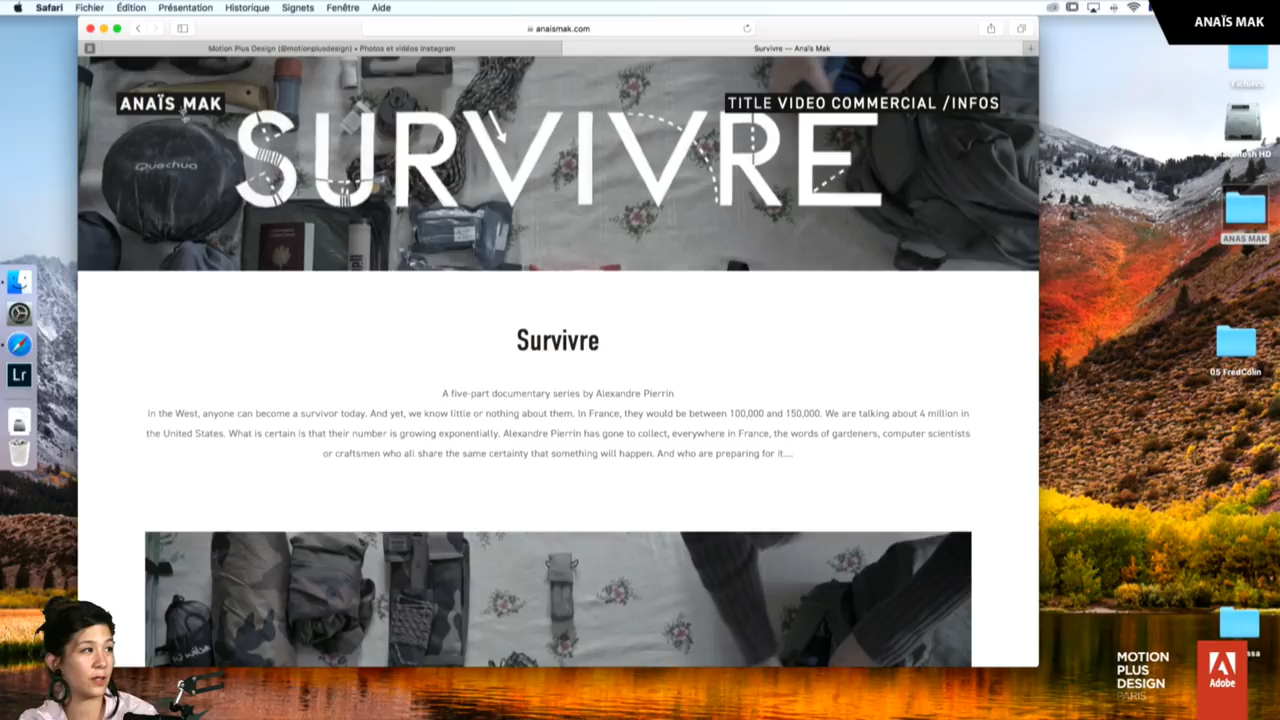 Safari Fichier Édition Présentation Historique Signets Fenêtre Aide
ANAÏS MAK
anaismak.com
Motion Plus Design (@motionplusdesign) • Photos et vidéos Instagram
Survivre — Anaïs Mak
ANAÏS MAK
TITLE VIDEO COMMERCIAL /INFOS
SURVIVRE
Quechua
Fichiers
Macintosh HD
ANAS MAK
Survivre
A five-part documentary series by Alexandre Pierrin
In the West, anyone can become a survivor today. And yet, we know little or nothing about them. In France, they would be between 100,000 and 150,000. We are talking about 4 million in
the United States. What is certain is that their number is growing exponentially. Alexandre Pierrin has gone to collect, everywhere in France, the words of gardeners, computer scientists
or craftsmen who all share the same certainty that something will happen. And who are preparing for it....
05 FredColin
Lr
MOTION
PLUS
DESIGN
PARIS
Adobe